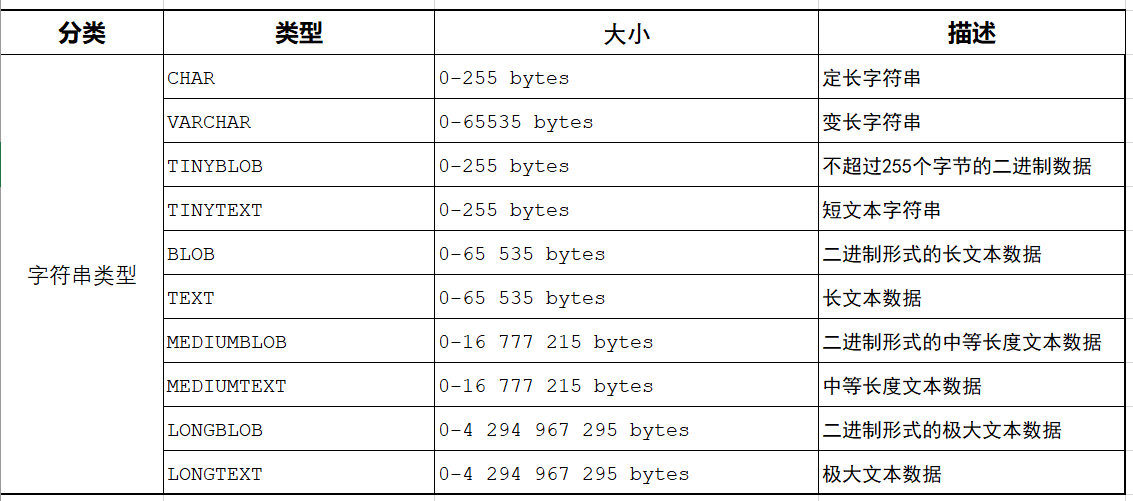 分类 类型 大小 描述
CHAR 0-255 bytes 定长字符串
VARCHAR 0-65535 bytes 变长字符串
TINYBLOB 0-255 bytes 不超过255个字节的二进制数据
TINYTEXT 0-255 bytes 短文本字符串
BLOB 0-65 535 bytes 二进制形式的长文本数据
字符串类型
TEXT 0-65 535 bytes 长文本数据
MEDIUMBLOB 0-16 777 215 bytes 二进制形式的中等长度文本数据
MEDIUMTEXT 0-16 777 215 bytes 中等长度文本数据
LONGBLOB 0-4 294 967 295 bytes 二进制形式的极大文本数据
LONGTEXT 0-4 294 967 295 bytes 极大文本数据